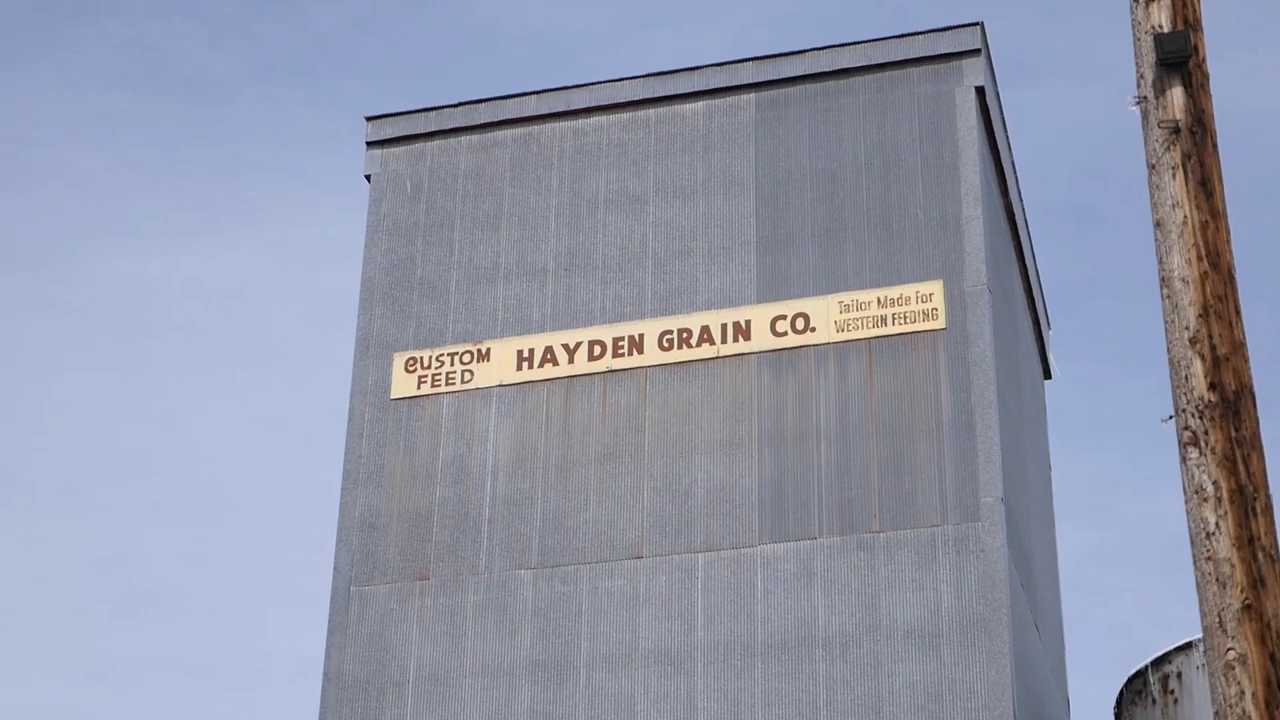 CUSTOM
FEED
HAYDEN GRAIN CO.
Tailor Made For
WESTERN FEEDING